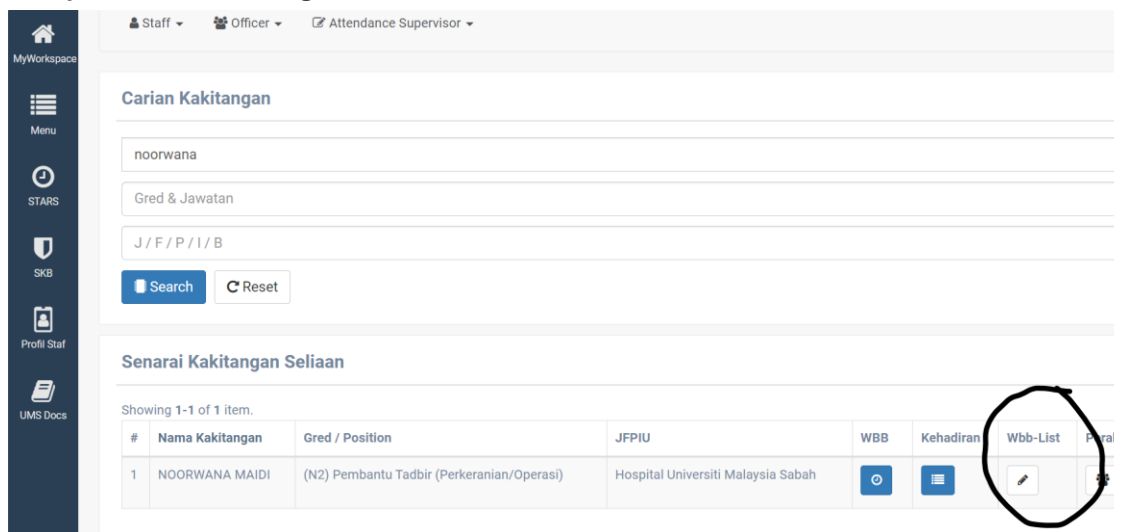 Staff Officer Attendance Supervisor
MyWorkspace
Menu
STARS
SKB
Profil Staf
UMS Docs
Carian Kakitangan
noorwana
Gred & Jawatan
J / F / P / I / B
Search Reset
Senarai Kakitangan Seliaan
Showing 1-1 of 1 item.
# Nama Kakitangan Gred / Position JFPIU WBB Kehadiran Wbb-List
1 NOORWANA MAIDI (N2) Pembantu Tadbir (Perkeranian/Operasi) Hospital Universiti Malaysia Sabah